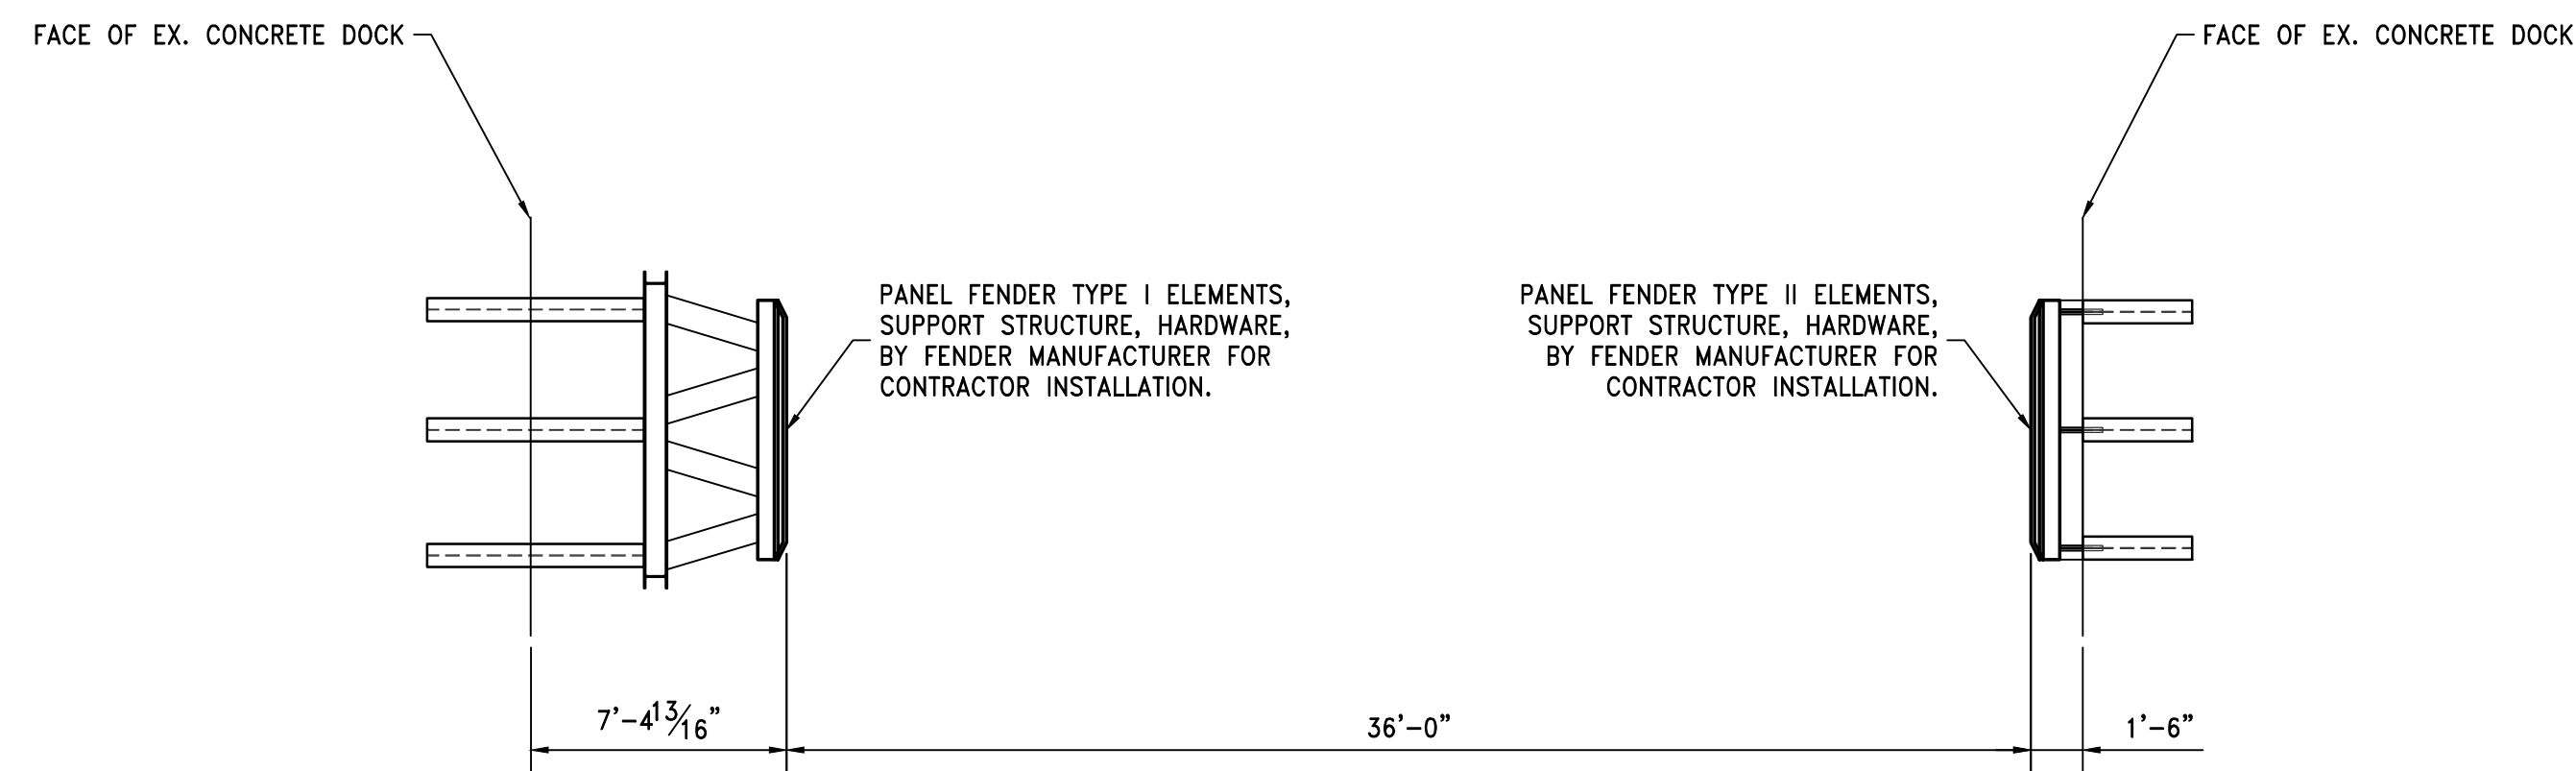 FACE OF EX. CONCRETE DOCK
FACE OF EX. CONCRETE DOCK
PANEL FENDER TYPE I ELEMENTS,
SUPPORT STRUCTURE, HARDWARE,
BY FENDER MANUFACTURER FOR
CONTRACTOR INSTALLATION.
PANEL FENDER TYPE II ELEMENTS,
SUPPORT STRUCTURE, HARDWARE,
BY FENDER MANUFACTURER FOR
CONTRACTOR INSTALLATION.
7'-4 13/16"
36'-0"
1'-6"